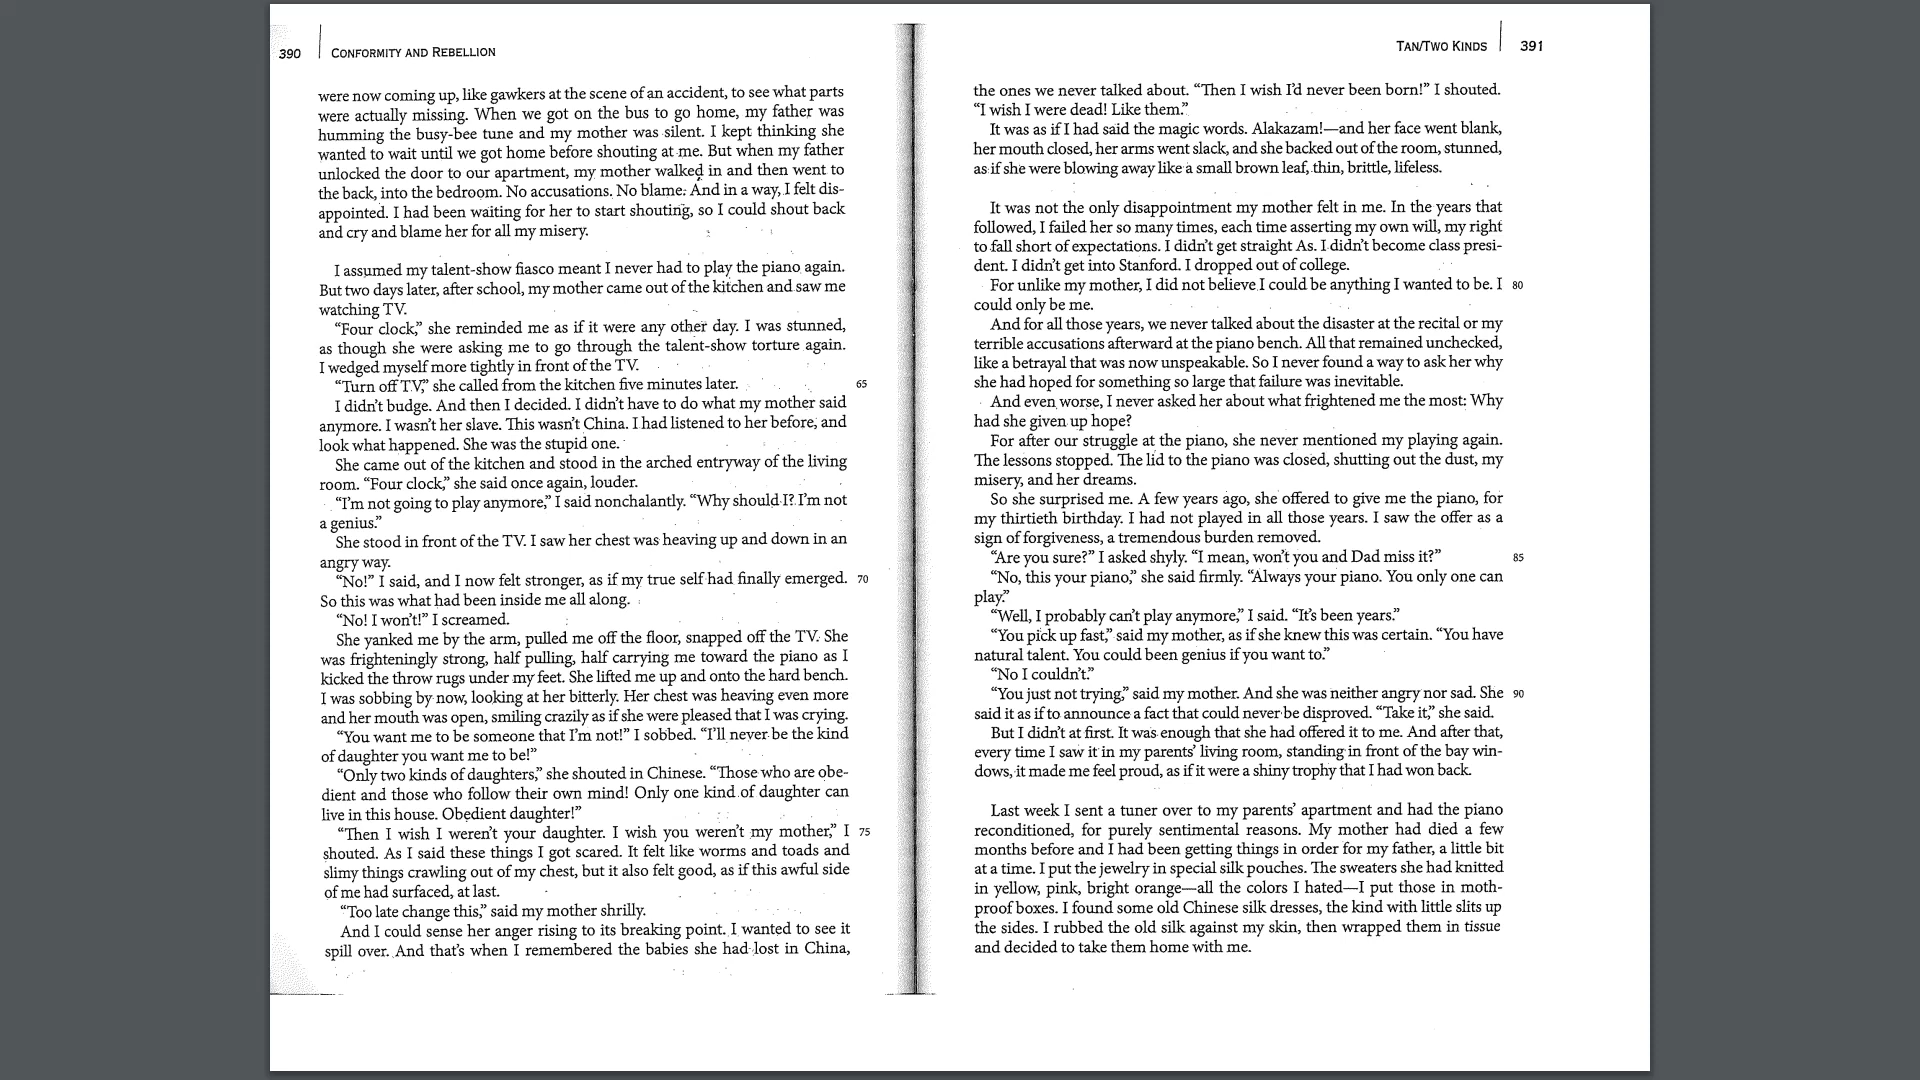 390 CONFORMITY AND REBELLION
were now coming up, like gawkers at the scene of an accident, to see what parts
were actually missing. When we got on the bus to go home, my father was
humming the busy-bee tune and my mother was silent. I kept thinking she
wanted to wait until we got home before shouting at me. But when my father
unlocked the door to our apartment, my mother walked in and then went to
the back, into the bedroom. No accusations. No blame. And in a way, I felt dis-
appointed. I had been waiting for her to start shouting, so I could shout back
and cry and blame her for all my misery.
I assumed my talent-show fiasco meant I never had to play the piano again.
But two days later, after school, my mother came out of the kitchen and saw me
watching TV.
“Four clock,” she reminded me as if it were any other day. I was stunned,
as though she were asking me to go through the talent-show torture again.
I wedged myself more tightly in front of the TV.
“Turn off TV,” she called from the kitchen five minutes later. 65
I didn’t budge. And then I decided. I didn’t have to do what my mother said
anymore. I wasn’t her slave. This wasn’t China. I had listened to her before, and
look what happened. She was the stupid one.
She came out of the kitchen and stood in the arched entryway of the living
room. “Four clock,” she said once again, louder.
“I’m not going to play anymore,” I said nonchalantly. “Why should I? I’m not
a genius.”
She stood in front of the TV. I saw her chest was heaving up and down in an
angry way.
“No!” I said, and I now felt stronger, as if my true self had finally emerged. 70
So this was what had been inside me all along.
“No! I won’t!” I screamed.
She yanked me by the arm, pulled me off the floor, snapped off the TV. She
was frighteningly strong, half pulling, half carrying me toward the piano as I
kicked the throw rugs under my feet. She lifted me up and onto the hard bench.
I was sobbing by now, looking at her bitterly. Her chest was heaving even more
and her mouth was open, smiling crazily as if she were pleased that I was crying.
“You want me to be someone that I’m not!” I sobbed. “I’ll never be the kind
of daughter you want me to be!”
“Only two kinds of daughters,” she shouted in Chinese. “Those who are obe-
dient and those who follow their own mind! Only one kind of daughter can
live in this house. Obedient daughter!”
“Then I wish I weren’t your daughter. I wish you weren’t my mother,” I 75
shouted. As I said these things I got scared. It felt like worms and toads and
slimy things crawling out of my chest, but it also felt good, as if this awful side
of me had surfaced, at last.
“Too late change this,” said my mother shrilly.
And I could sense her anger rising to its breaking point. I wanted to see it
spill over. And that’s when I remembered the babies she had lost in China,
TAN/TWO KINDS 391
the ones we never talked about. “Then I wish I’d never been born!” I shouted.
“I wish I were dead! Like them.”
It was as if I had said the magic words. Alakazam!—and her face went blank,
her mouth closed, her arms went slack, and she backed out of the room, stunned,
as if she were blowing away like a small brown leaf, thin, brittle, lifeless.
It was not the only disappointment my mother felt in me. In the years that
followed, I failed her so many times, each time asserting my own will, my right
to fall short of expectations. I didn’t get straight As. I didn’t become class presi-
dent. I didn’t get into Stanford. I dropped out of college.
For unlike my mother, I did not believe I could be anything I wanted to be. I 80
could only be me.
And for all those years, we never talked about the disaster at the recital or my
terrible accusations afterward at the piano bench. All that remained unchecked,
like a betrayal that was now unspeakable. So I never found a way to ask her why
she had hoped for something so large that failure was inevitable.
And even worse, I never asked her about what frightened me the most: Why
had she given up hope?
For after our struggle at the piano, she never mentioned my playing again.
The lessons stopped. The lid to the piano was closed, shutting out the dust, my
misery, and her dreams.
So she surprised me. A few years ago, she offered to give me the piano, for
my thirtieth birthday. I had not played in all those years. I saw the offer as a
sign of forgiveness, a tremendous burden removed.
“Are you sure?” I asked shyly. “I mean, won’t you and Dad miss it?” 85
“No, this your piano,” she said firmly. “Always your piano. You only one can
play.”
“Well, I probably can’t play anymore,” I said. “It’s been years.”
“You pick up fast,” said my mother, as if she knew this was certain. “You have
natural talent. You could been genius if you want to.”
“No I couldn’t.”
“You just not trying,” said my mother. And she was neither angry nor sad. She 90
said it as if to announce a fact that could never be disproved. “Take it,” she said.
But I didn’t at first. It was enough that she had offered it to me. And after that,
every time I saw it in my parents’ living room, standing in front of the bay win-
dows, it made me feel proud, as if it were a shiny trophy that I had won back.
Last week I sent a tuner over to my parents’ apartment and had the piano
reconditioned, for purely sentimental reasons. My mother had died a few
months before and I had been getting things in order for my father, a little bit
at a time. I put the jewelry in special silk pouches. The sweaters she had knitted
in yellow, pink, bright orange—all the colors I hated—I put those in moth-
proof boxes. I found some old Chinese silk dresses, the kind with little slits up
the sides. I rubbed the old silk against my skin, then wrapped them in tissue
and decided to take them home with me.